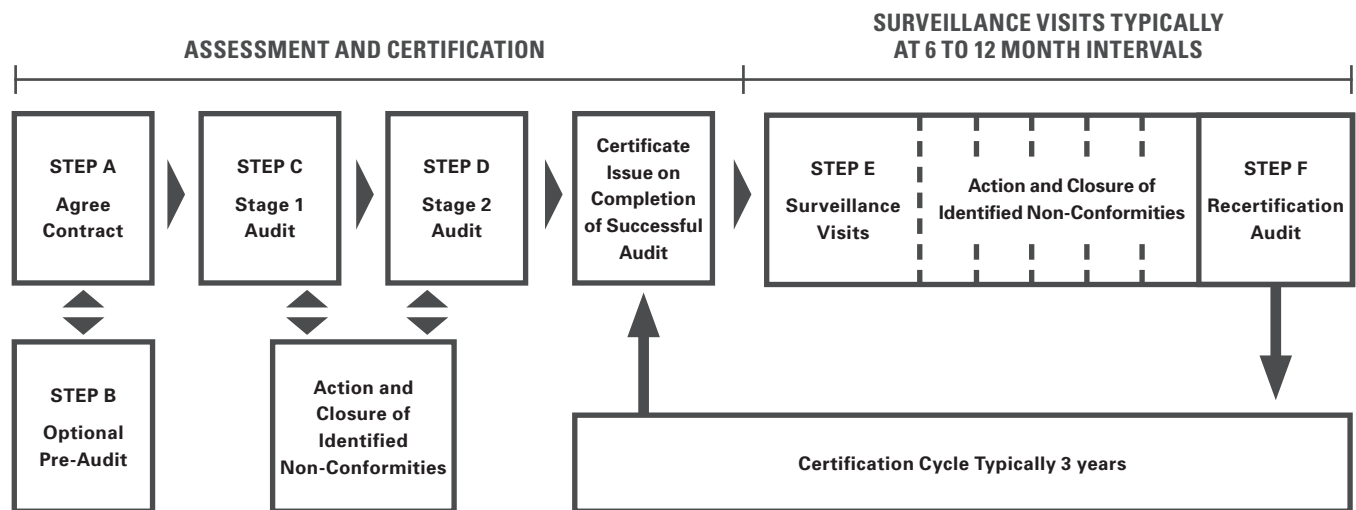 ASSESSMENT AND CERTIFICATION
SURVEILLANCE VISITS TYPICALLY
AT 6 TO 12 MONTH INTERVALS
STEP A
Agree
Contract
STEP C
Stage 1
Audit
STEP D
Stage 2
Audit
Certificate
Issue on
Completion
of Successful
Audit
STEP E
Surveillance
Visits
Action and Closure of
Identified Non-Conformities
STEP F
Recertification
Audit
STEP B
Optional
Pre-Audit
Action and
Closure of
Identified
Non-Conformities
Certification Cycle Typically 3 years